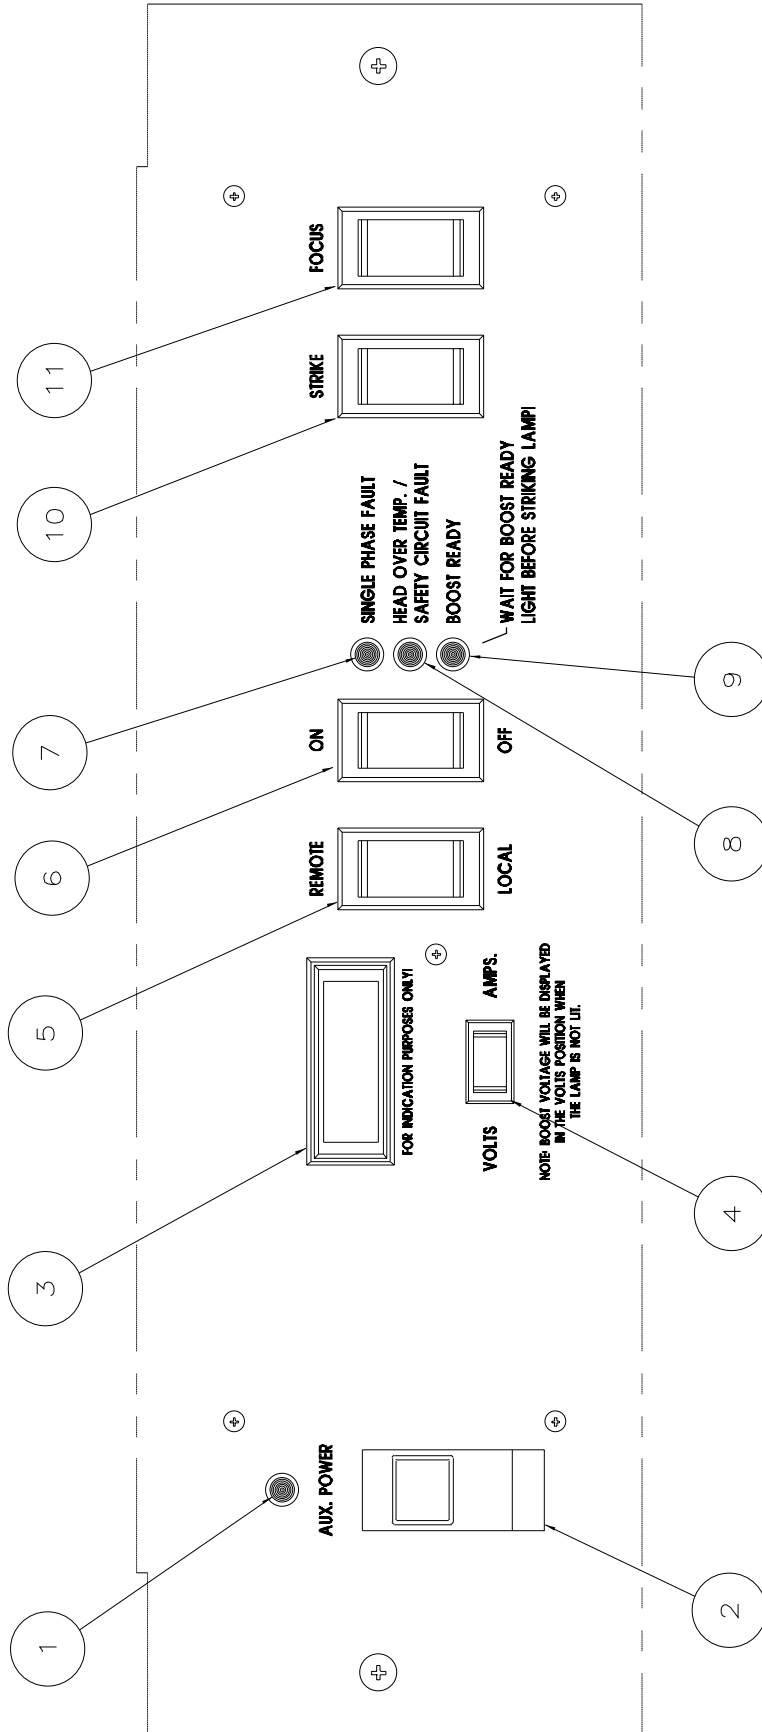 1
AUX. POWER
2
3
FOR INDICATION PURPOSES ONLY!
VOLTS
AMPS.
4
NOTE: BOOST VOLTAGE WILL BE DISPLAYED
IN THE VOLTS POSITION WHEN
THE LAMP IS NOT LIT.
5
REMOTE
LOCAL
6
ON
OFF
7
SINGLE PHASE FAULT
8
HEAD OVER TEMP. /
SAFETY CIRCUIT FAULT
9
BOOST READY
WAIT FOR BOOST READY
LIGHT BEFORE STRIKING LAMP!
10
STRIKE
11
FOCUS